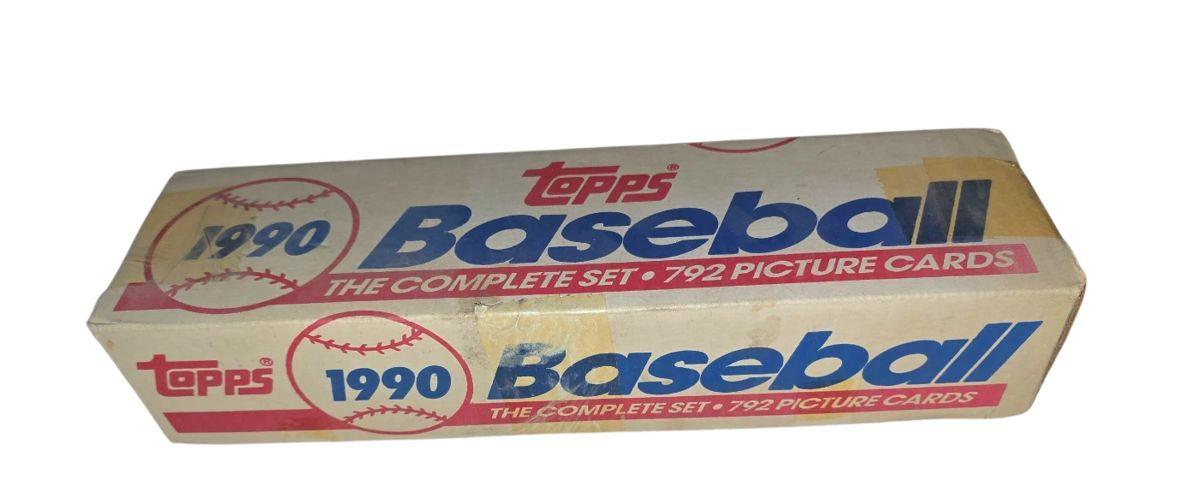 topps®
1990 Baseball
THE COMPLETE SET • 792 PICTURE CARDS
topps® 1990 Baseball
THE COMPLETE SET • 792 PICTURE CARDS